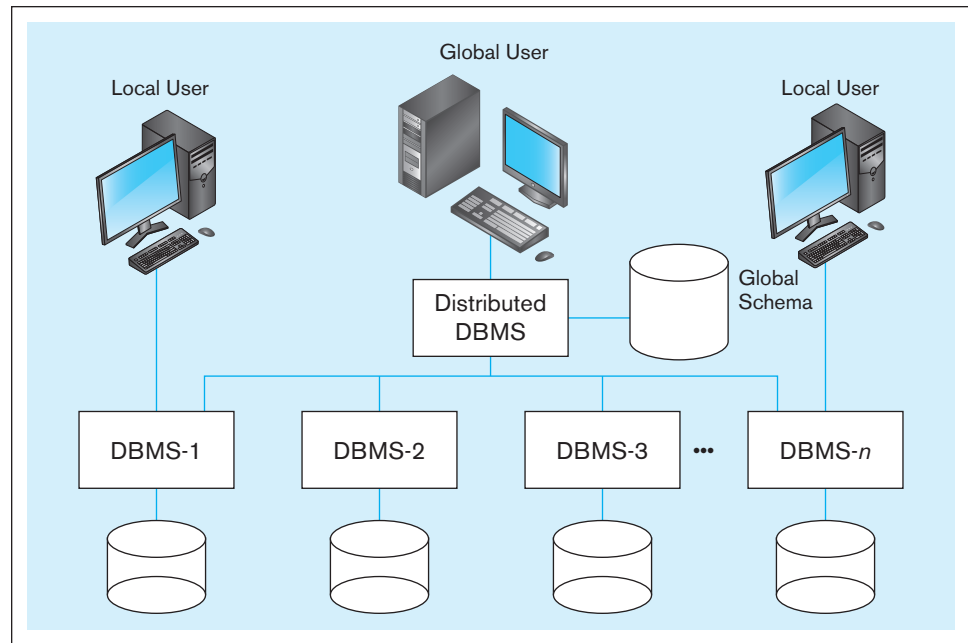 Global User
Local User
Local User
Global
Schema
Distributed
DBMS
DBMS-1
DBMS-2
DBMS-3
•••
DBMS-n